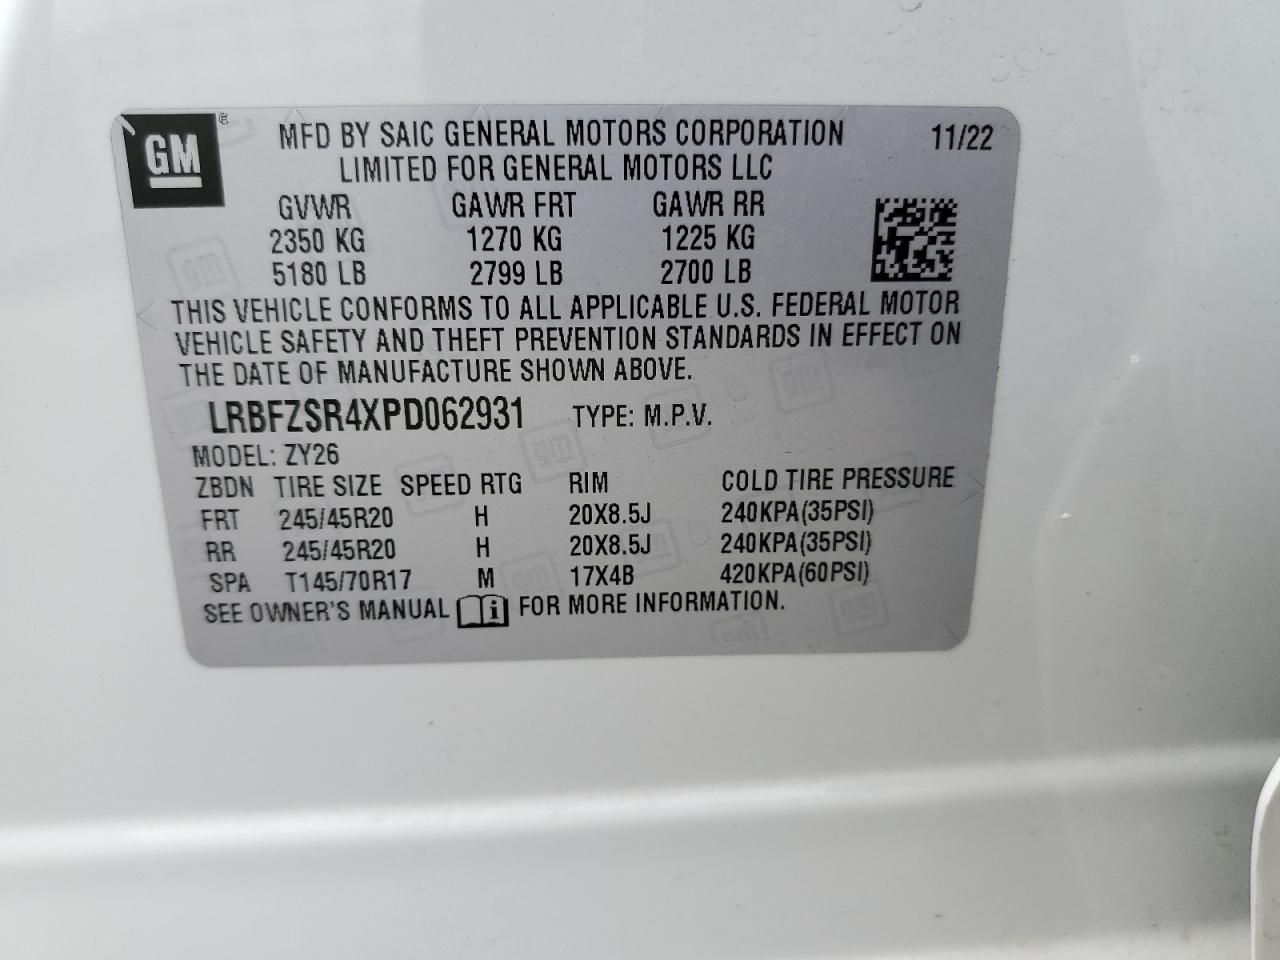 GM ®
MFD BY SAIC GENERAL MOTORS CORPORATION 11/22
LIMITED FOR GENERAL MOTORS LLC
GVWR GAWR FRT GAWR RR
2350 KG 1270 KG 1225 KG
5180 LB 2799 LB 2700 LB
THIS VEHICLE CONFORMS TO ALL APPLICABLE U.S. FEDERAL MOTOR
VEHICLE SAFETY AND THEFT PREVENTION STANDARDS IN EFFECT ON
THE DATE OF MANUFACTURE SHOWN ABOVE.
LRBFZSR4XPD062931 TYPE: M.P.V.
MODEL: ZY26
ZBDN TIRE SIZE SPEED RTG RIM COLD TIRE PRESSURE
FRT 245/45R20 H 20X8.5J 240KPA(35PSI)
RR 245/45R20 H 20X8.5J 240KPA(35PSI)
SPA T145/70R17 M 17X4B 420KPA(60PSI)
SEE OWNER'S MANUAL i FOR MORE INFORMATION.